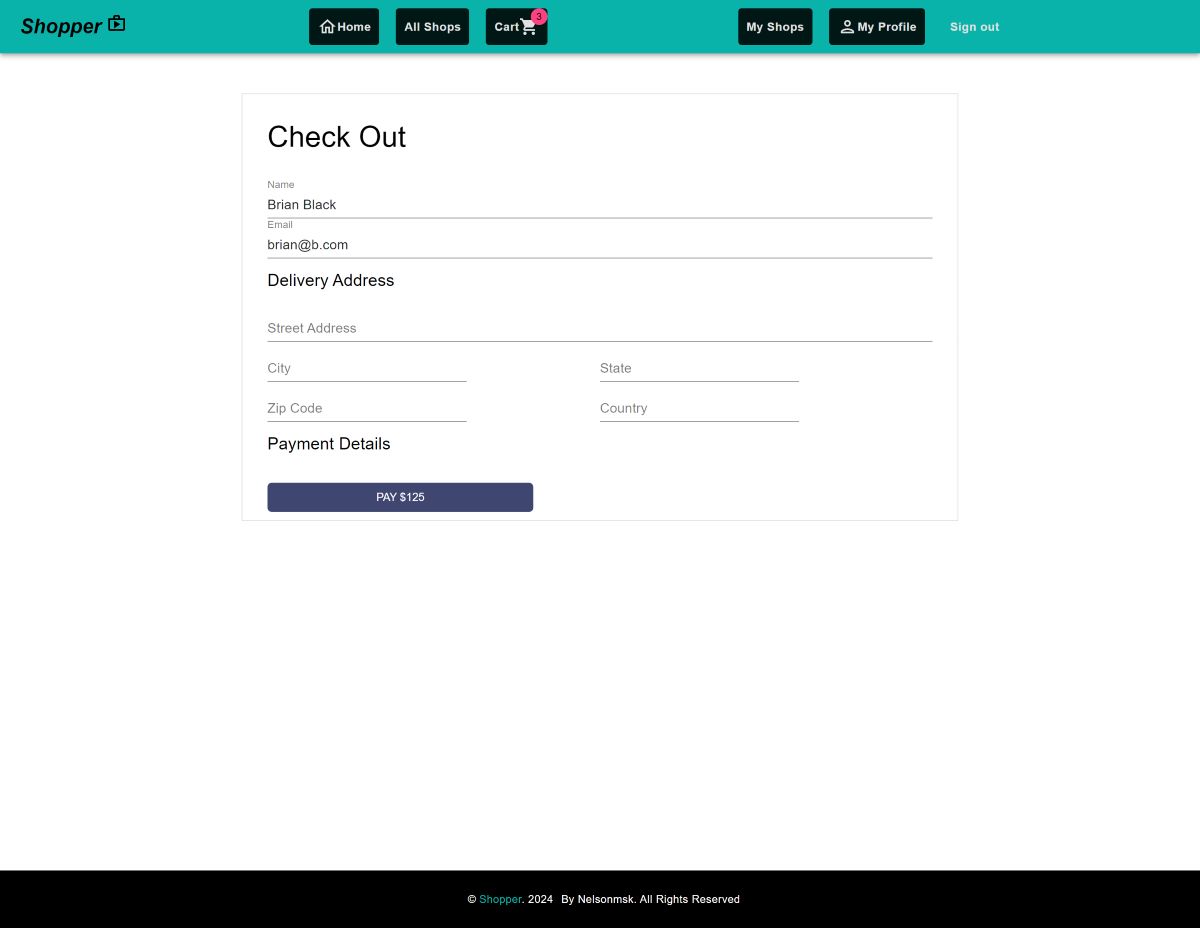 Shopper
Home
All Shops
Cart
3
My Shops
My Profile
Sign out
Check Out
Name
Brian Black
Email
brian@b.com
Delivery Address
Street Address
City
State
Zip Code
Country
Payment Details
PAY $125
© Shopper. 2024 By Nelsonmsk. All Rights Reserved